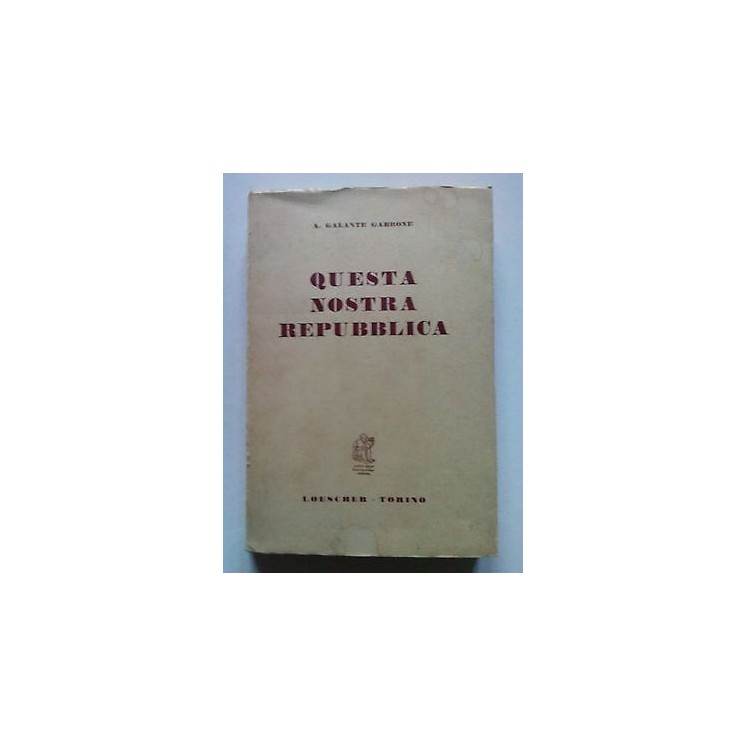 A. GALANTE GARRONE
QUESTA
NOSTRA
REPUBBLICA
LOESCHER - TORINO